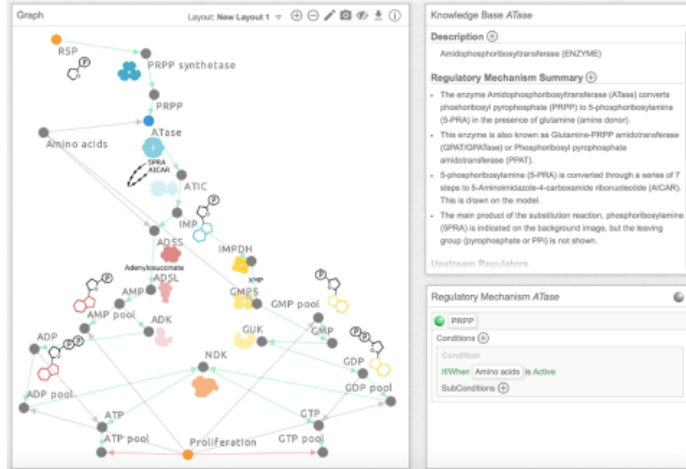 Graph
Layout: New Layout 1
RSP
P
PRPP synthetase
PRPP
ATase
Amino acids
5PRA
AICAR
ATIC
IMP
P
ADSS
IMPDH
Adenylosuccinate
XMP
ADSL
GMPS
P
P
AMP
GMP pool
AMP pool
ADK
GUK
GMP
ADP
P P
P P
NDK
GDP
ADP pool
GDP pool
ATP
GTP
ATP pool
Proliferation
GTP pool
Knowledge Base ATase
Description
Amidophosphoribosyltransferase (ENZYME)
Regulatory Mechanism Summary
• The enzyme Amidophosphoribosyltransferase (ATase) converts
phoshoribosyl pyrophosphate (PRPP) to 5-phosphoribosylamine
(5-PRA) in the presence of glutamine (amine donor).
• This enzyme is also known as Glutamine-PRPP amidotransferase
(GPAT/GPATase) or Phosphoribosyl pyrophosphate
amidotransferase (PPAT).
• 5-phosphoribosylamine (5-PRA) is converted through a series of 7
steps to 5-Aminoimidazole-4-carboxamide ribonucleotide (AICAR).
This is drawn on the model.
• The main product of the substitution reaction, phosphoribosylamine
(5PRA) is indicated on the background image, but the leaving
group (pyrophosphate or PPi) is not shown.
Upstream Regulators
Regulatory Mechanism ATase
PRPP
Conditions
Condition
If/When Amino acids is Active
SubConditions